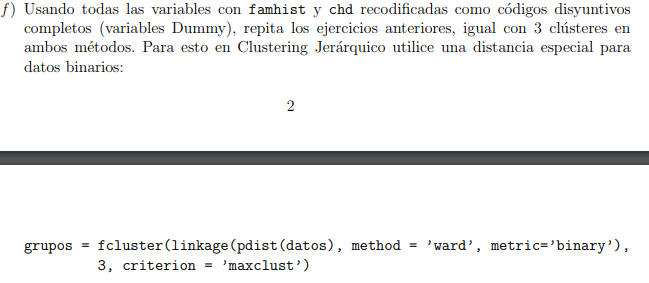 f) Usando todas las variables con famhist y chd recodificadas como códigos disyuntivos
completos (variables Dummy), repita los ejercicios anteriores, igual con 3 clústeres en
ambos métodos. Para esto en Clustering Jerárquico utilice una distancia especial para
datos binarios:
2
grupos = fcluster(linkage(pdist(datos), method = 'ward', metric='binary'),
3, criterion = 'maxclust')